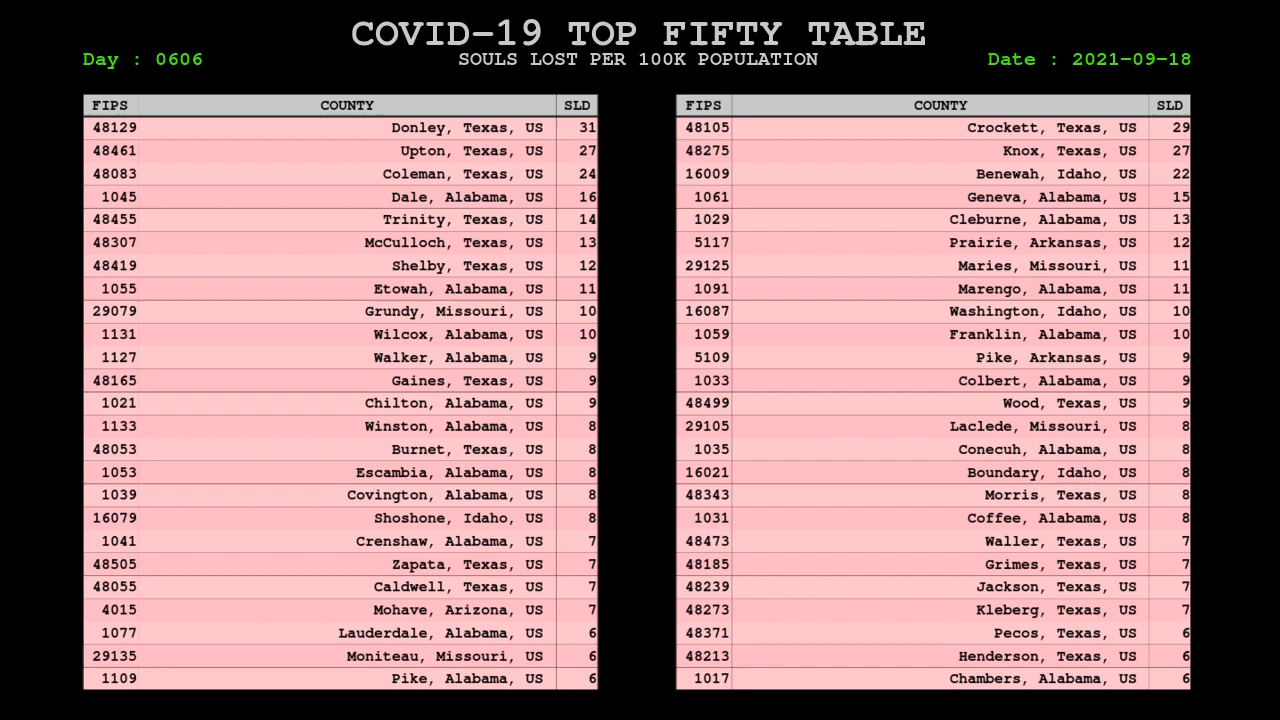 COVID-19 TOP FIFTY TABLE
Day : 0606 SOULS LOST PER 100K POPULATION Date : 2021-09-18
FIPS COUNTY SLD FIPS COUNTY SLD
48129 Donley, Texas, US 31 48105 Crockett, Texas, US 29
48461 Upton, Texas, US 27 48275 Knox, Texas, US 27
48083 Coleman, Texas, US 24 16009 Benewah, Idaho, US 22
1045 Dale, Alabama, US 16 1061 Geneva, Alabama, US 15
48455 Trinity, Texas, US 14 1029 Cleburne, Alabama, US 13
48307 McCulloch, Texas, US 13 5117 Prairie, Arkansas, US 12
48419 Shelby, Texas, US 12 29125 Maries, Missouri, US 11
1055 Etowah, Alabama, US 11 1091 Marengo, Alabama, US 11
29079 Grundy, Missouri, US 10 16087 Washington, Idaho, US 10
1131 Wilcox, Alabama, US 10 1059 Franklin, Alabama, US 10
1127 Walker, Alabama, US 9 5109 Pike, Arkansas, US 9
48165 Gaines, Texas, US 9 1033 Colbert, Alabama, US 9
1021 Chilton, Alabama, US 9 48499 Wood, Texas, US 9
1133 Winston, Alabama, US 8 29105 Laclede, Missouri, US 8
48053 Burnet, Texas, US 8 1035 Conecuh, Alabama, US 8
1053 Escambia, Alabama, US 8 16021 Boundary, Idaho, US 8
1039 Covington, Alabama, US 8 48343 Morris, Texas, US 8
16079 Shoshone, Idaho, US 8 1031 Coffee, Alabama, US 8
1041 Crenshaw, Alabama, US 7 48473 Waller, Texas, US 7
48505 Zapata, Texas, US 7 48185 Grimes, Texas, US 7
48055 Caldwell, Texas, US 7 48239 Jackson, Texas, US 7
4015 Mohave, Arizona, US 7 48273 Kleberg, Texas, US 7
1077 Lauderdale, Alabama, US 6 48371 Pecos, Texas, US 6
29135 Moniteau, Missouri, US 6 48213 Henderson, Texas, US 6
1109 Pike, Alabama, US 6 1017 Chambers, Alabama, US 6